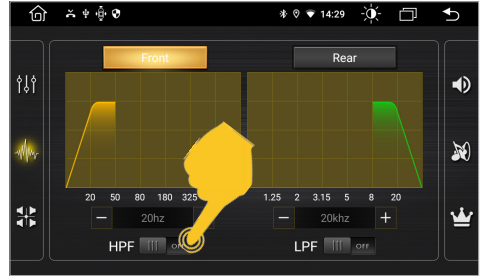 14:29
Front Rear
20 50 80 180 325 1.25 2 3.15 5 8 20
− 20hz − 20khz +
HPF OFF LPF OFF